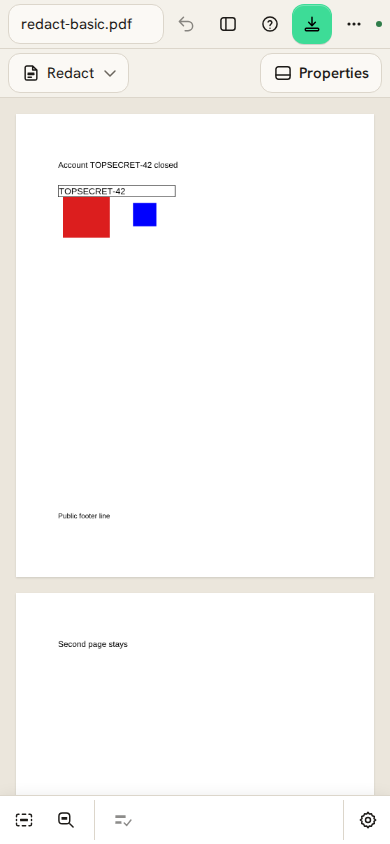 redact-basic.pdf
Redact
Properties
Account TOPSECRET-42 closed
TOPSECRET-42
Public footer line
Second page stays